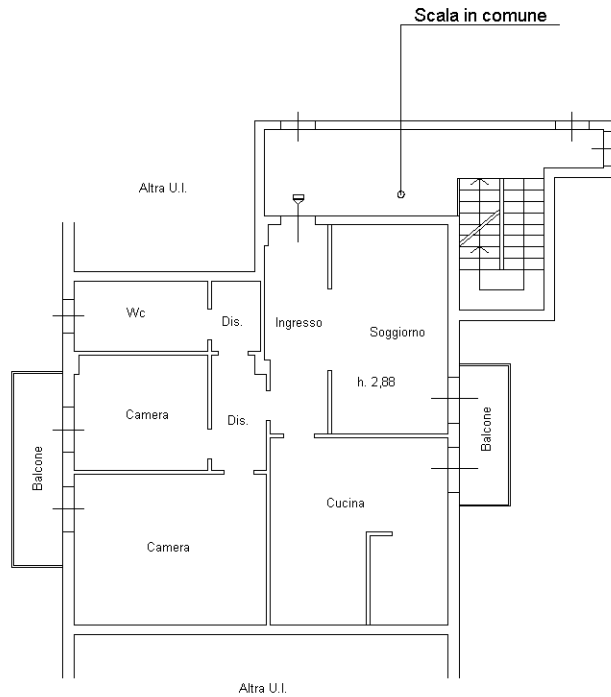 Scala in comune
Altra U.I.
Wc
Dis.
Ingresso
Soggiorno
h. 2,88
Camera
Dis.
Balcone
Balcone
Cucina
Camera
Altra U.I.